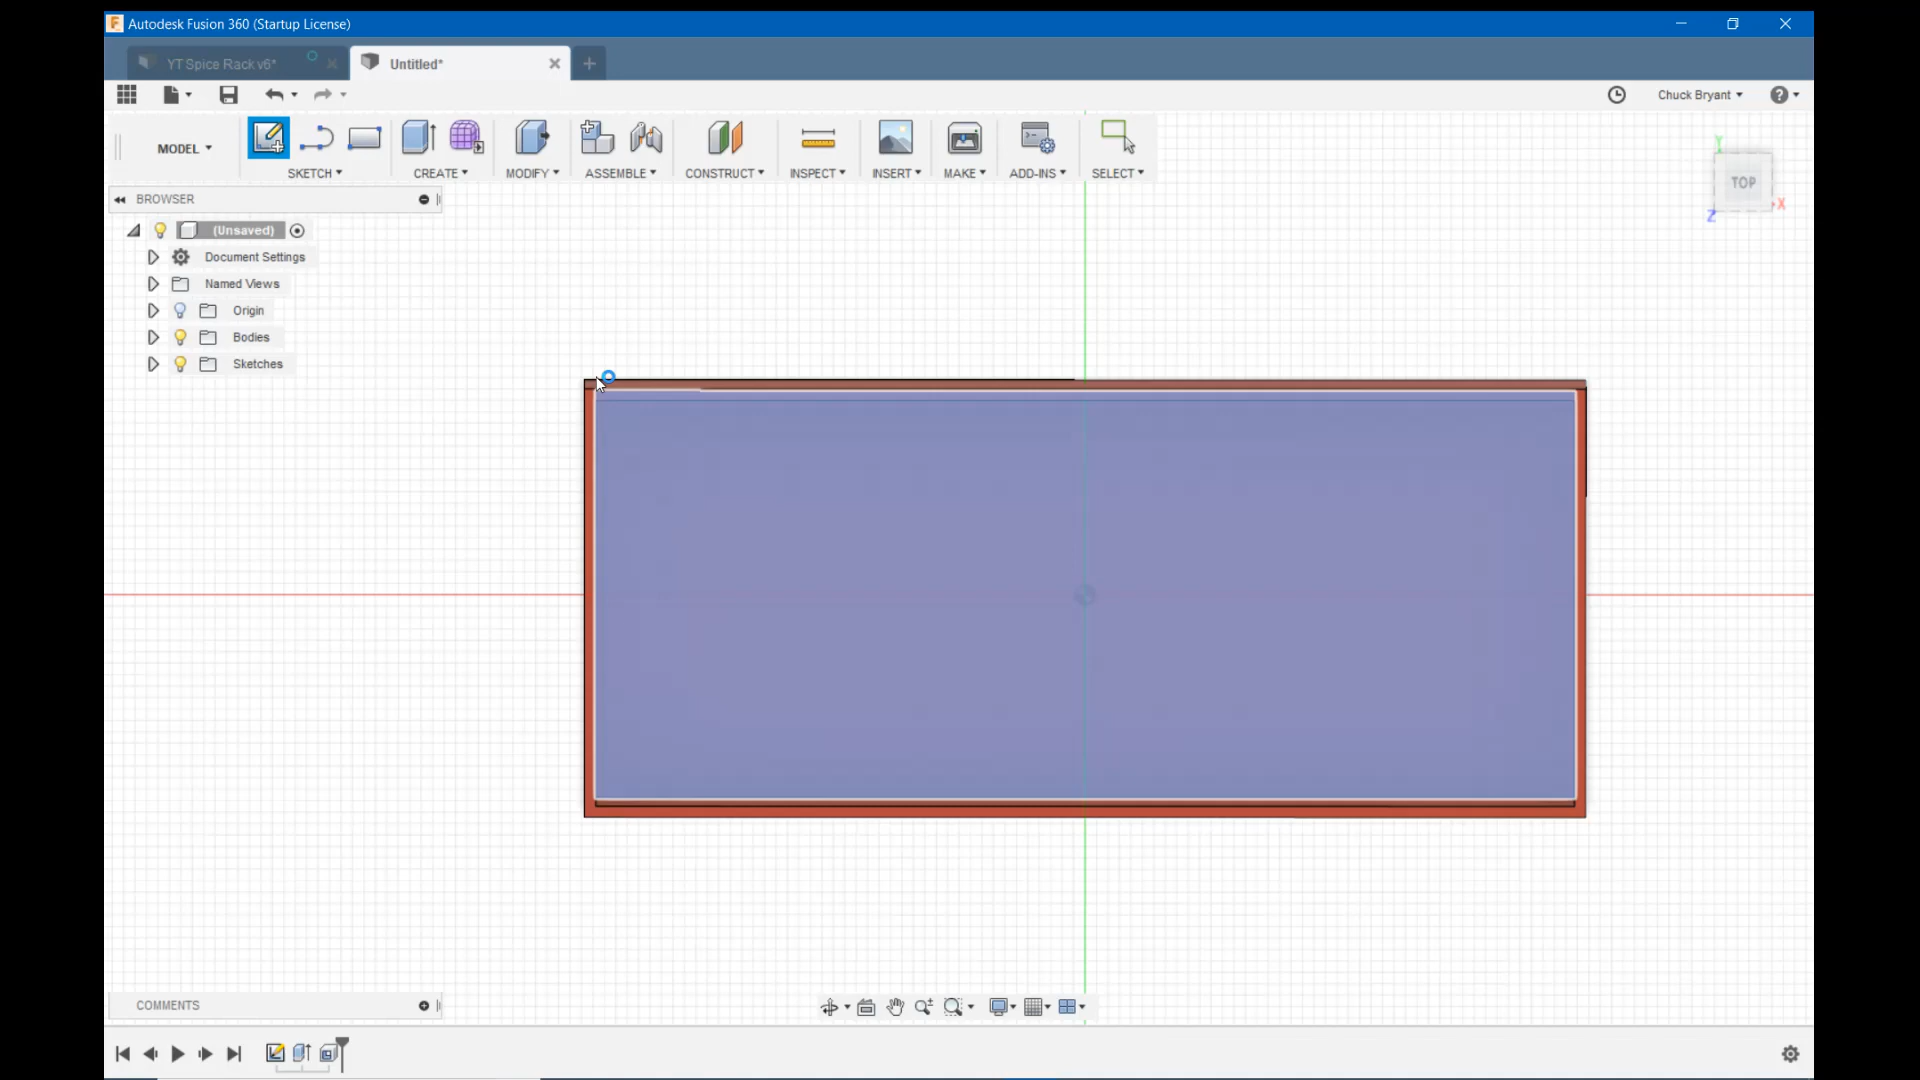 Autodesk Fusion 360 (Startup License)
YT Spice Rack v6*
Untitled*
Chuck Bryant
MODEL
SKETCH
CREATE
MODIFY
ASSEMBLE
CONSTRUCT
INSPECT
INSERT
MAKE
ADD-INS
SELECT
BROWSER
(Unsaved)
Document Settings
Named Views
Origin
Bodies
Sketches
Y
TOP
X
Z
COMMENTS